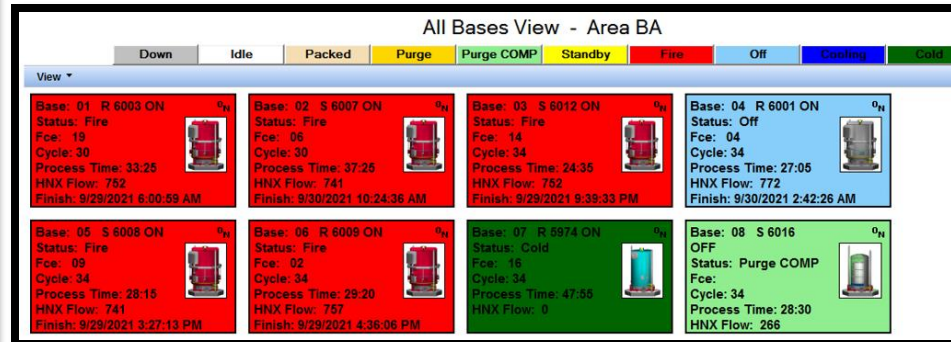 All Bases View - Area BA
Down Idle Packed Purge Purge COMP Standby Fire Off Cooling Cold
View
Base: 01 R 6003 ON ON
Status: Fire
Fce: 19
Cycle: 30
Process Time: 33:25
HNX Flow: 752
Finish: 9/29/2021 6:00:59 AM
Base: 02 S 6007 ON ON
Status: Fire
Fce: 06
Cycle: 30
Process Time: 37:25
HNX Flow: 741
Finish: 9/30/2021 10:24:36 AM
Base: 03 S 6012 ON ON
Status: Fire
Fce: 14
Cycle: 34
Process Time: 24:35
HNX Flow: 752
Finish: 9/29/2021 9:39:33 PM
Base: 04 R 6001 ON ON
Status: Off
Fce: 04
Cycle: 34
Process Time: 27:05
HNX Flow: 772
Finish: 9/30/2021 2:42:26 AM
Base: 05 S 6008 ON ON
Status: Fire
Fce: 09
Cycle: 34
Process Time: 28:15
HNX Flow: 741
Finish: 9/29/2021 3:27:13 PM
Base: 06 R 6009 ON ON
Status: Fire
Fce: 02
Cycle: 34
Process Time: 29:20
HNX Flow: 757
Finish: 9/29/2021 4:36:06 PM
Base: 07 R 5974 ON ON
Status: Cold
Fce: 16
Cycle: 34
Process Time: 47:55
HNX Flow: 0
Base: 08 S 6016 ON
OFF
Status: Purge COMP
Fce:
Cycle: 34
Process Time: 28:30
HNX Flow: 266